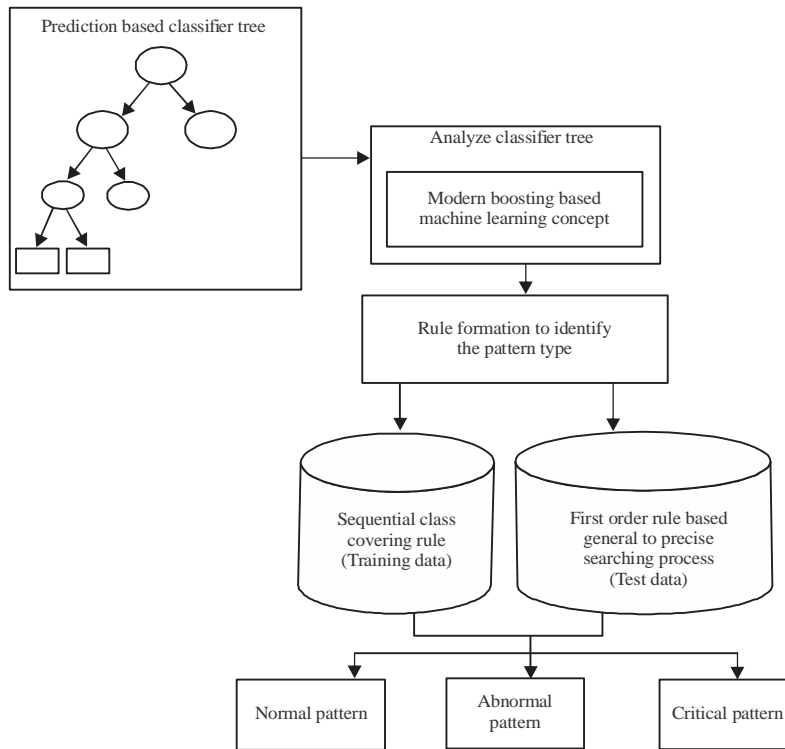 Prediction based classifier tree
Analyze classifier tree
Modern boosting based
machine learning concept
Rule formation to identify
the pattern type
Sequential class
covering rule
(Training data)
First order rule based
general to precise
searching process
(Test data)
Normal pattern
Abnormal
pattern
Critical pattern